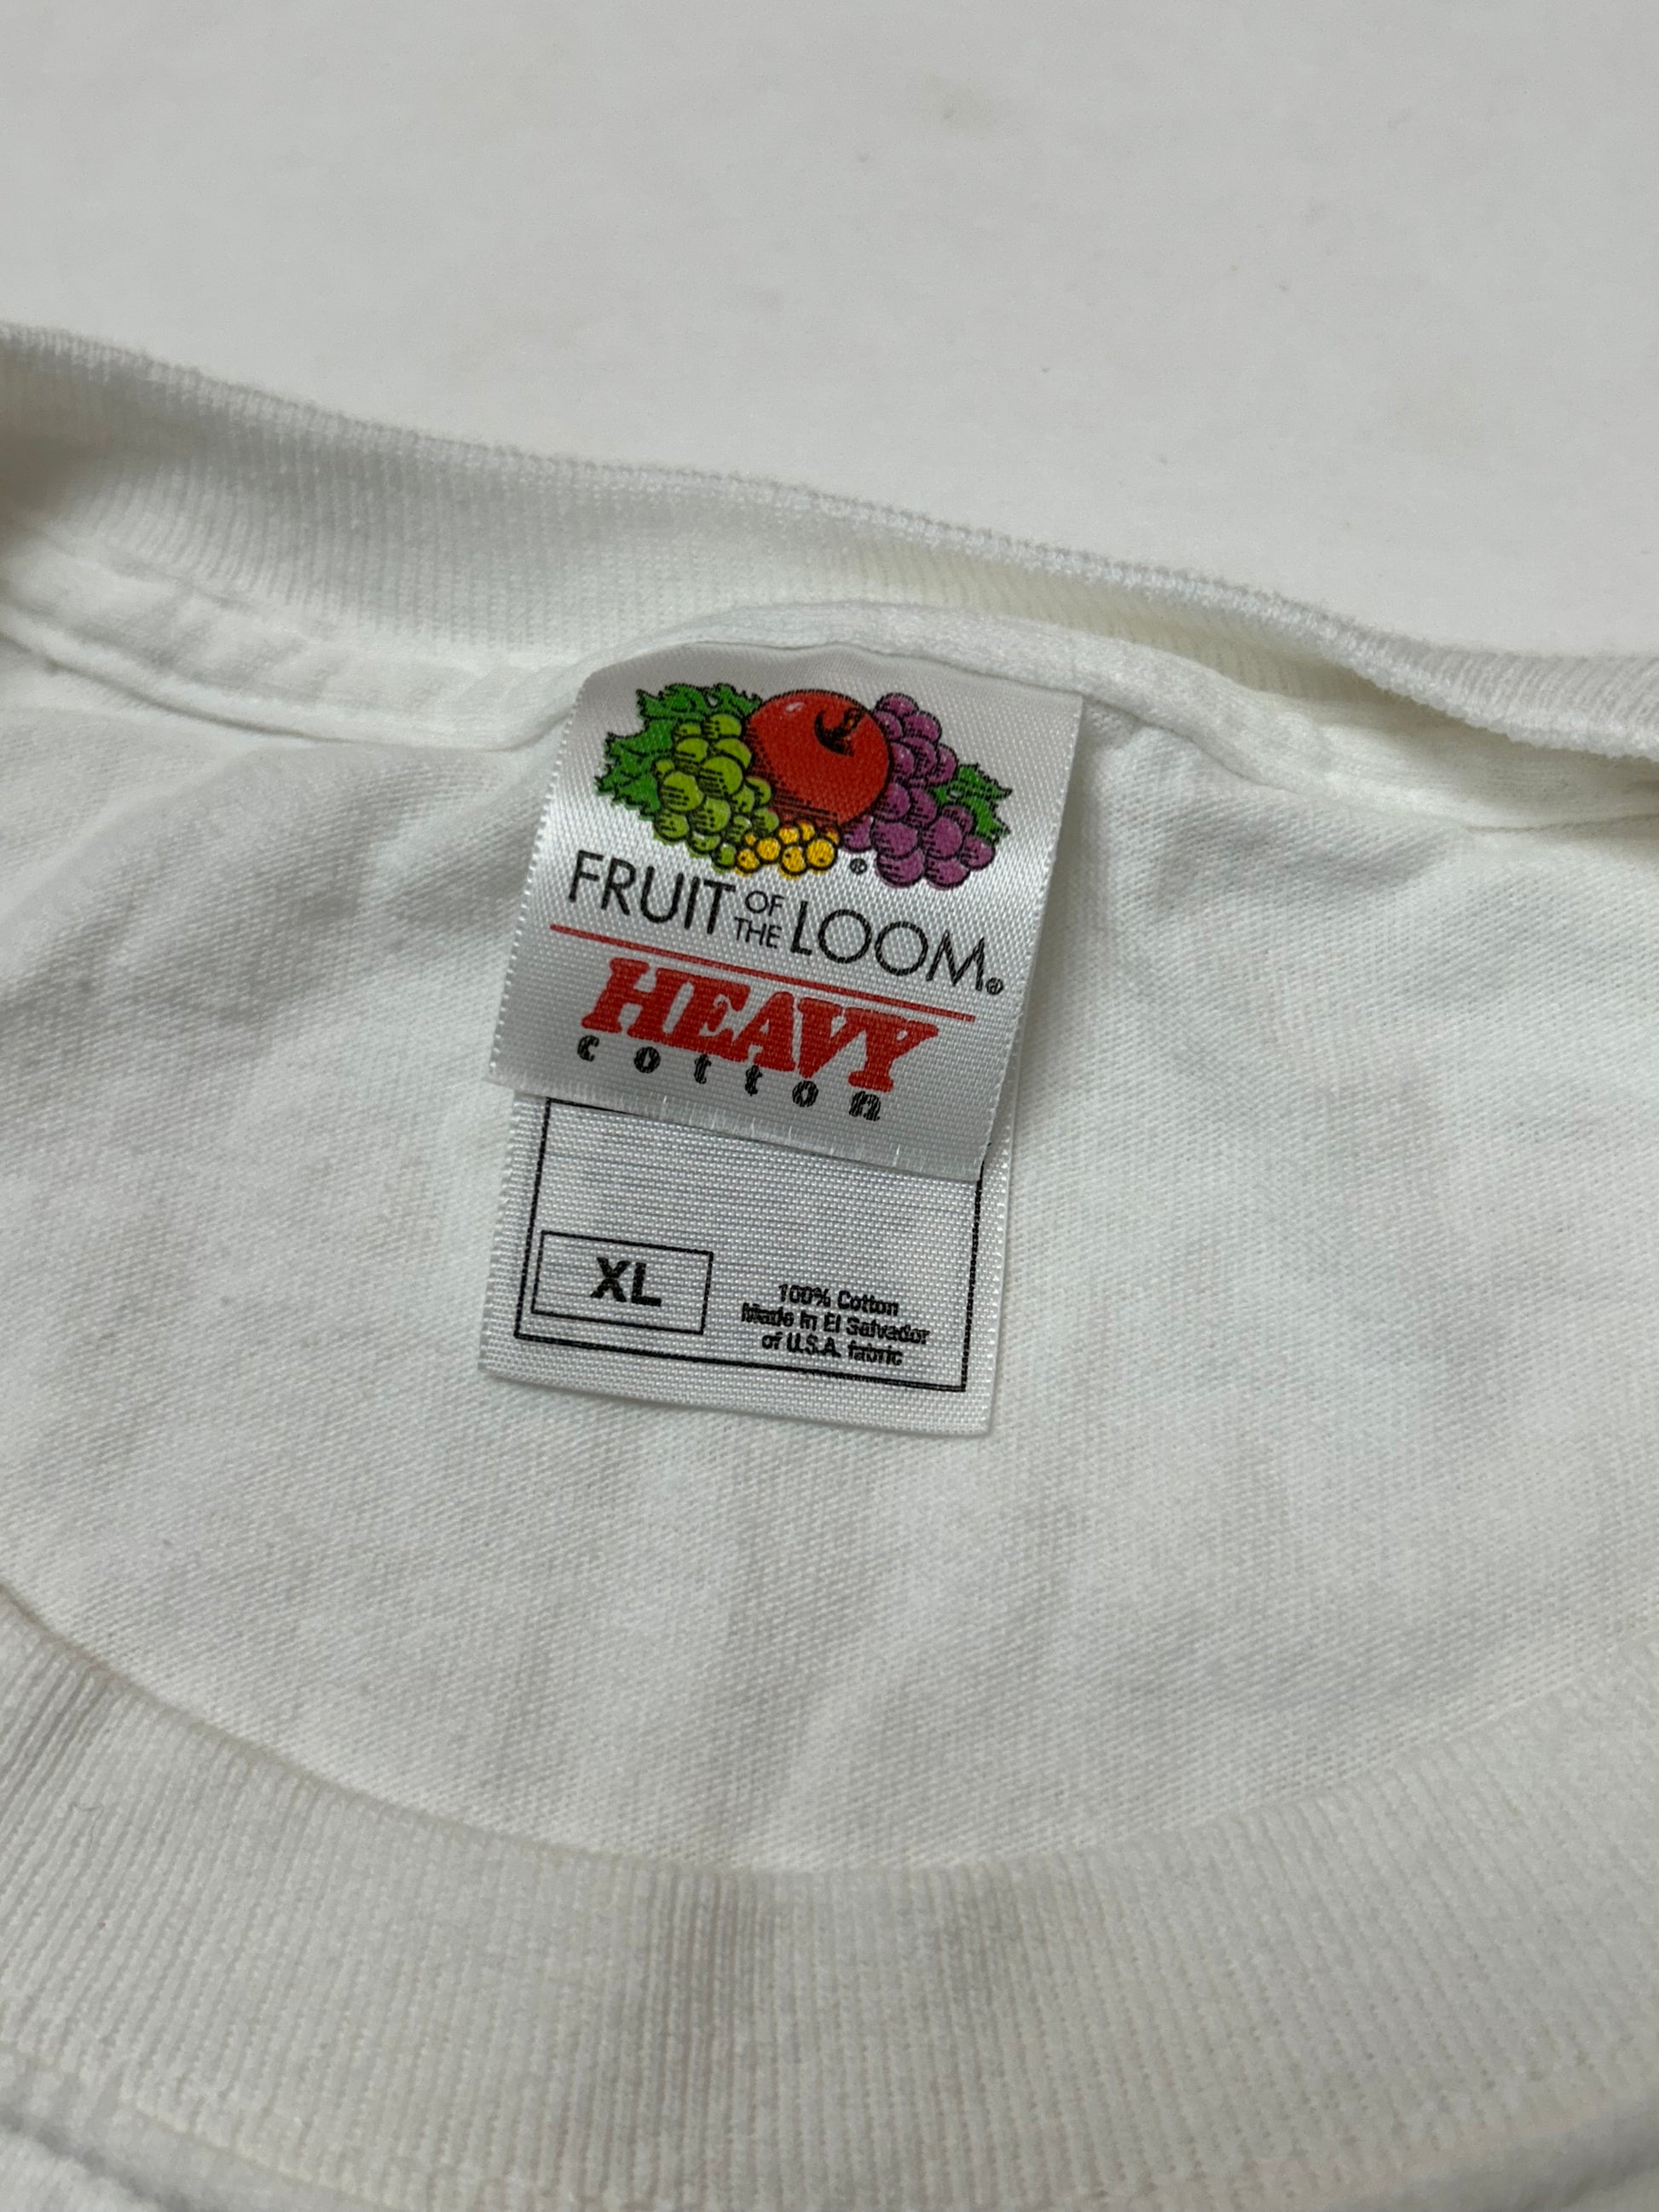 FRUIT OF THE LOOM®
HEAVY
cotton
XL
100% Cotton
Made in El Salvador
of U.S.A. fabric